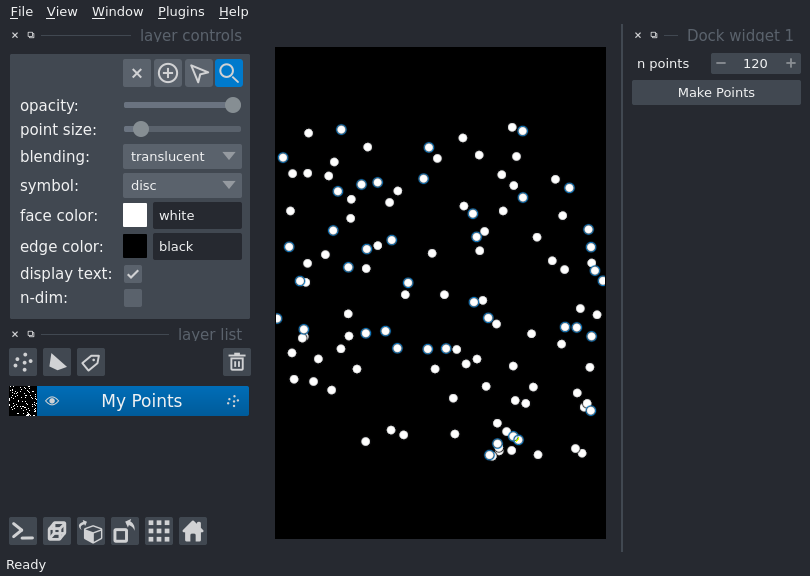 File View Window Plugins Help
layer controls
opacity:
point size:
blending: translucent
symbol: disc
face color: white
edge color: black
display text:
n-dim:
layer list
My Points
Ready
Dock widget 1
n points 120
Make Points